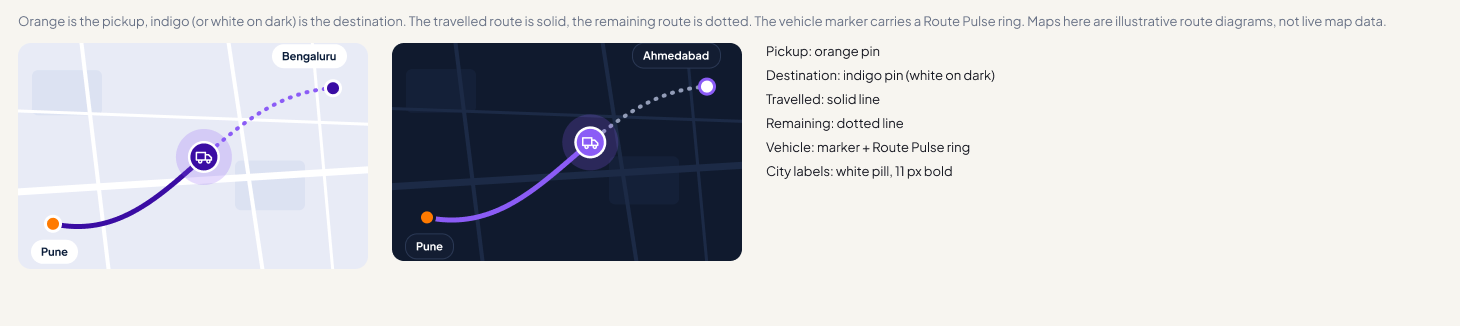 Orange is the pickup, indigo (or white on dark) is the destination. The travelled route is solid, the remaining route is dotted. The vehicle marker carries a Route Pulse ring. Maps here are illustrative route diagrams, not live map data.
Bengaluru
Pune
Ahmedabad
Pune
Pickup: orange pin
Destination: indigo pin (white on dark)
Travelled: solid line
Remaining: dotted line
Vehicle: marker + Route Pulse ring
City labels: white pill, 11 px bold